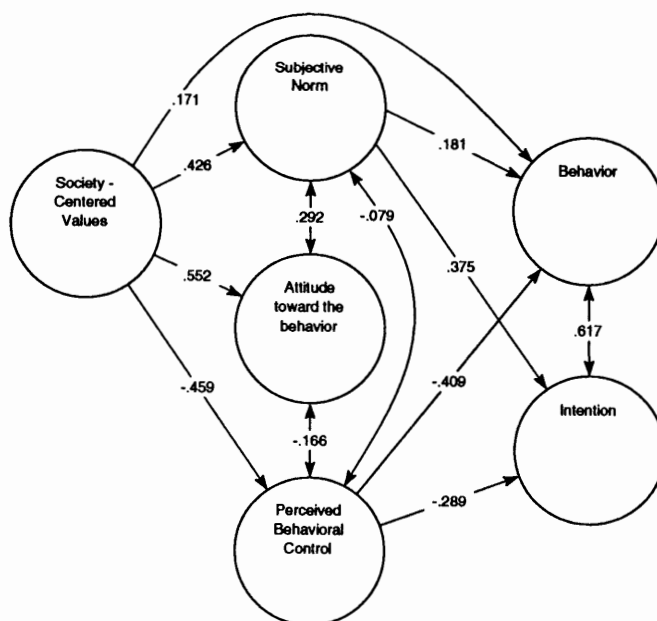 Subjective
Norm
.171
.181
Behavior
.426
Society -
Centered
Values
.292
-.079
.552
.375
Attitude
toward the
behavior
.617
-.459
-.409
Intention
-.166
-.289
Perceived
Behavioral
Control